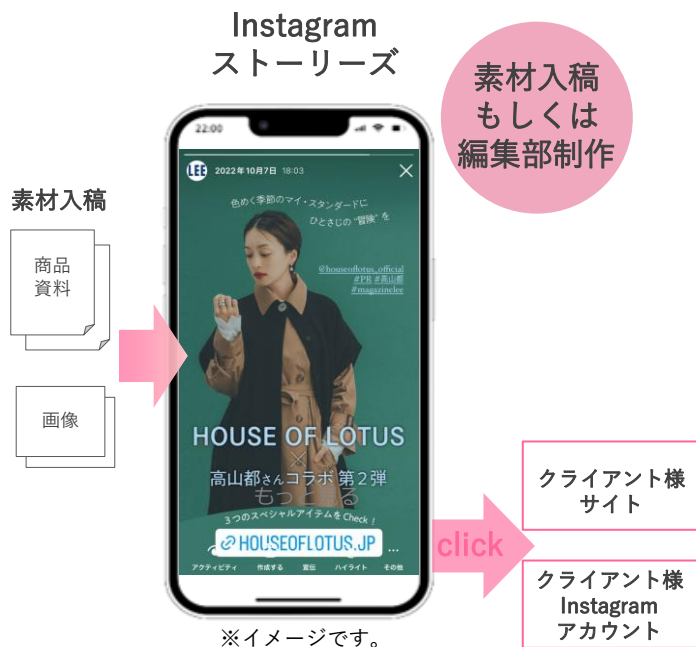 Instagram
ストーリーズ
素材入稿
もしくは
編集部制作
素材入稿
商品
資料
画像
22:00
LEE
2022年10月7日 18:03
色めく季節のマイ・スタンダードに
ひとさじの“冒険”を
@houseoflotus_official
#PR #高山都
#magazinelee
HOUSE OF LOTUS
×
高山都さんコラボ 第2弾
もっと見る
3つのスペシャルアイテムをCheck！
HOUSEOFLOTUS.JP
アクティビティ 作成する 宣伝 ハイライト その他
click
クライアント様
サイト
クライアント様
Instagram
アカウント
※イメージです。